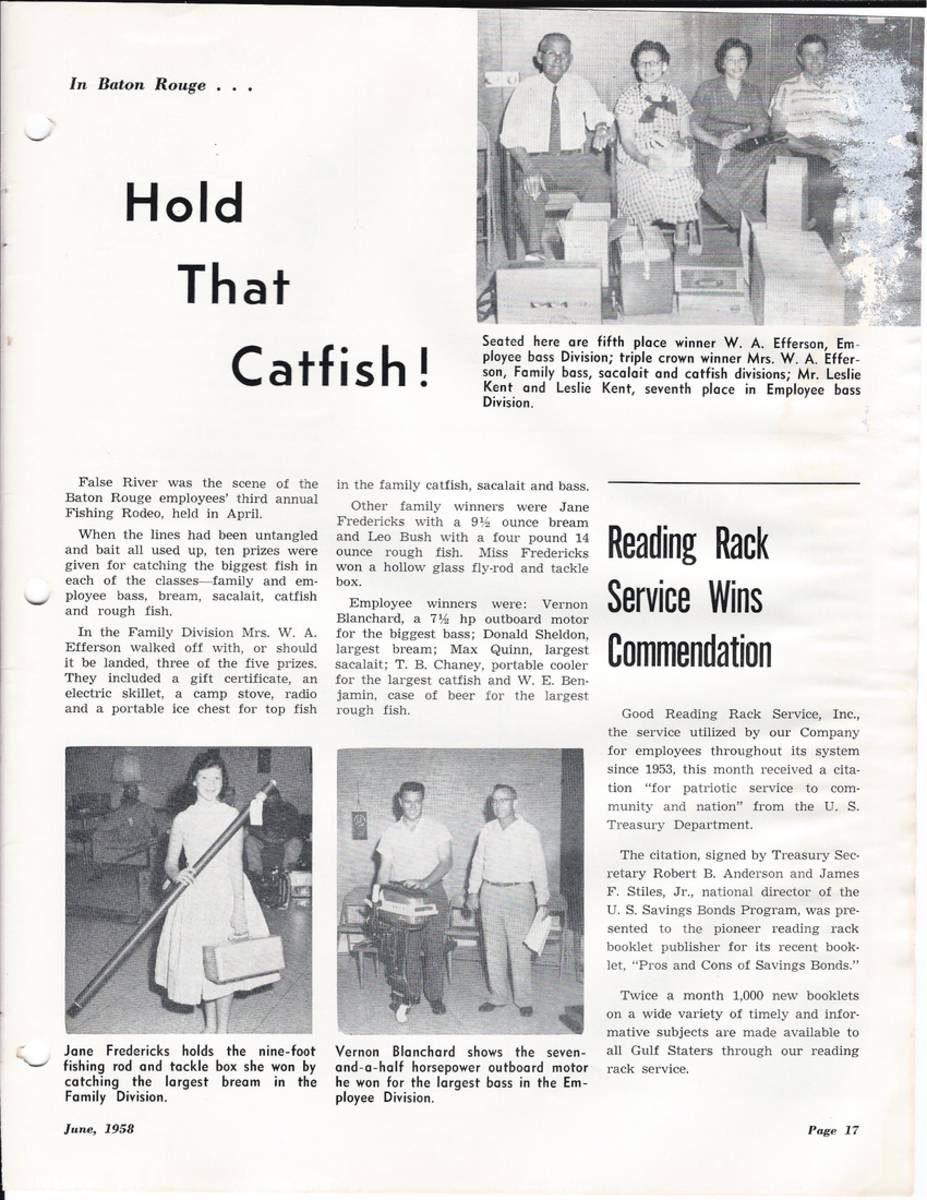 In Baton Rouge . . .
Hold
That
Catfish!
Seated here are fifth place winner W. A. Efferson, Em-
ployee bass Division; triple crown winner Mrs. W. A. Effer-
son, Family bass, sacalait and catfish divisions; Mr. Leslie
Kent and Leslie Kent, seventh place in Employee bass
Division.
False River was the scene of the
Baton Rouge employees' third annual
Fishing Rodeo, held in April.
When the lines had been untangled
and bait all used up, ten prizes were
given for catching the biggest fish in
each of the classes—family and em-
ployee bass, bream, sacalait, catfish
and rough fish.
In the Family Division Mrs. W. A.
Efferson walked off with, or should
it be landed, three of the five prizes.
They included a gift certificate, an
electric skillet, a camp stove, radio
and a portable ice chest for top fish
in the family catfish, sacalait and bass.
Other family winners were Jane
Fredericks with a 9½ ounce bream
and Leo Bush with a four pound 14
ounce rough fish. Miss Fredericks
won a hollow glass fly-rod and tackle
box.
Employee winners were: Vernon
Blanchard, a 7½ hp outboard motor
for the biggest bass; Donald Sheldon,
largest bream; Max Quinn, largest
sacalait; T. B. Chaney, portable cooler
for the largest catfish and W. E. Ben-
jamin, case of beer for the largest
rough fish.
Jane Fredericks holds the nine-foot
fishing rod and tackle box she won by
catching the largest bream in the
Family Division.
Vernon Blanchard shows the seven-
and-a-half horsepower outboard motor
he won for the largest bass in the Em-
ployee Division.
Reading Rack
Service Wins
Commendation
Good Reading Rack Service, Inc.,
the service utilized by our Company
for employees throughout its system
since 1953, this month received a cita-
tion "for patriotic service to com-
munity and nation" from the U. S.
Treasury Department.
The citation, signed by Treasury Sec-
retary Robert B. Anderson and James
F. Stiles, Jr., national director of the
U. S. Savings Bonds Program, was pre-
sented to the pioneer reading rack
booklet publisher for its recent book-
let, "Pros and Cons of Savings Bonds."
Twice a month 1,000 new booklets
on a wide variety of timely and infor-
mative subjects are made available to
all Gulf Staters through our reading
rack service.
June, 1958
Page 17